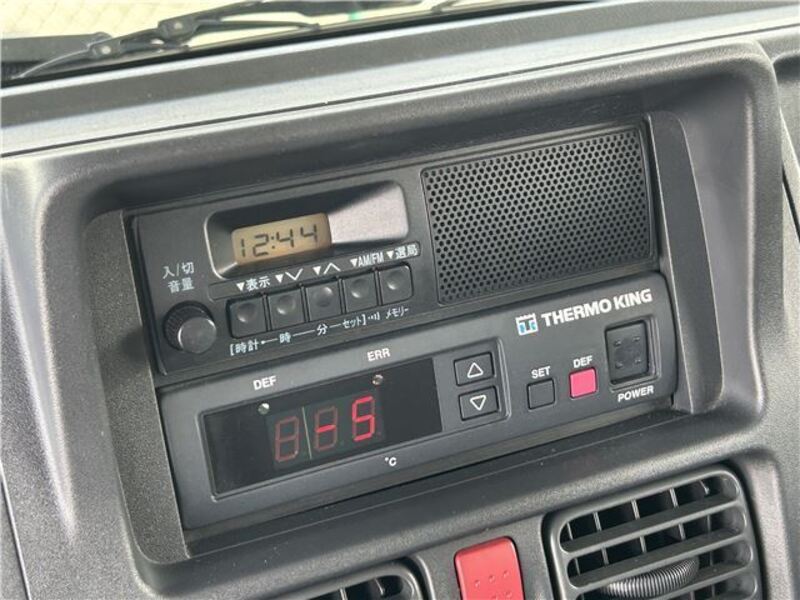 12:44
入/切
音量
▼表示 ▼∨ ▼∧ ▼AM/FM ▼選局
[時計 時 分 セット] メモリー
THERMO KING
DEF ERR
SET DEF
POWER
-5
°C